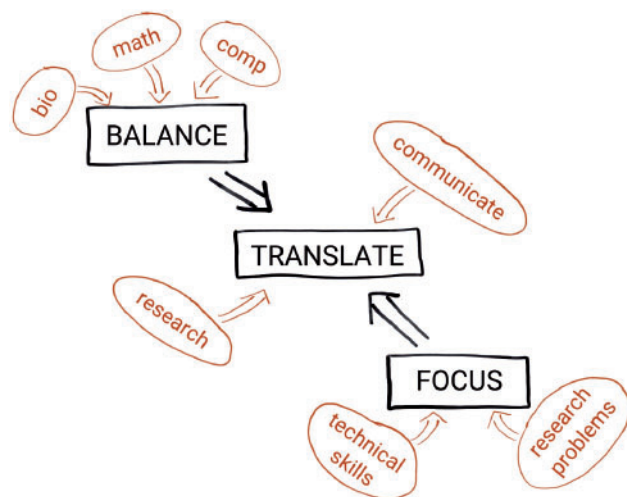 math
comp
bio
BALANCE
communicate
TRANSLATE
research
FOCUS
technical
skills
research
problems